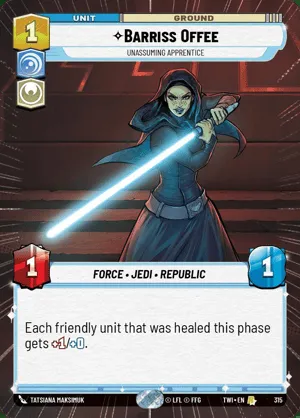 UNIT GROUND
1
✧BARRISS OFFEE
UNASSUMING APPRENTICE
1 1
FORCE • JEDI • REPUBLIC
Each friendly unit that was healed this phase
gets +1/+0.
TATSIANA MAKSIMUK © LFL © FFG TWI • EN 315